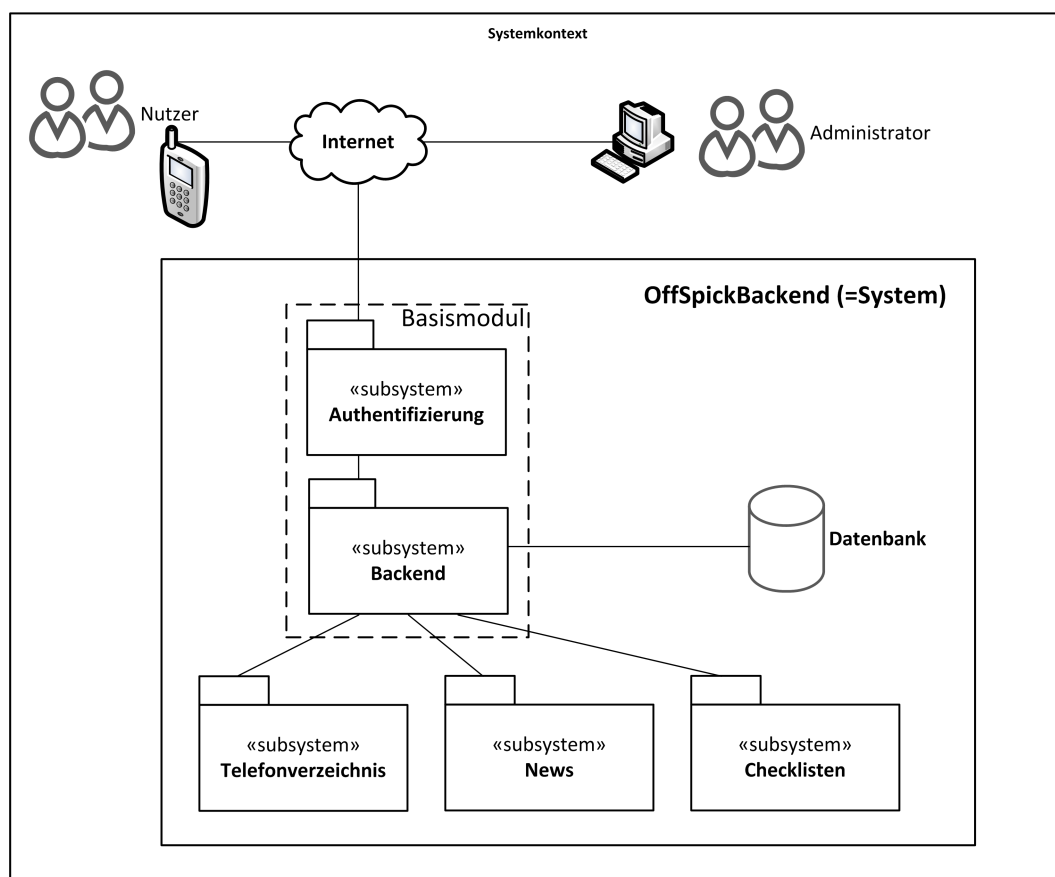 Systemkontext
Nutzer
Internet
Administrator
OffSpickBackend (=System)
Basismodul
«subsystem»
Authentifizierung
«subsystem»
Backend
Datenbank
«subsystem»
Telefonverzeichnis
«subsystem»
News
«subsystem»
Checklisten